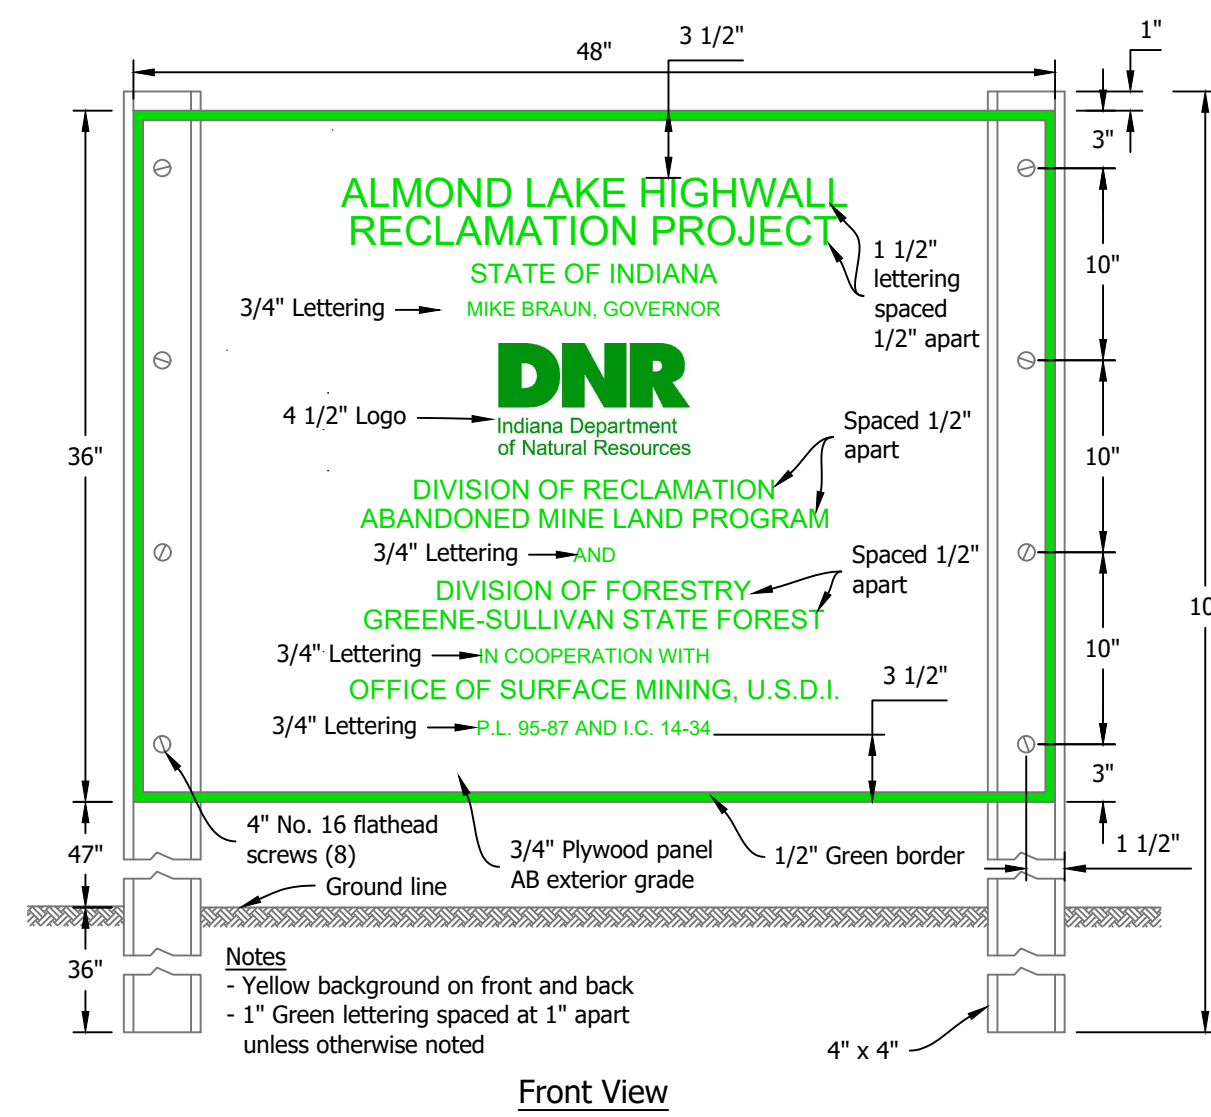 48"
3 1/2"
1"
3"
ALMOND LAKE HIGHWALL
RECLAMATION PROJECT
1 1/2"
lettering
spaced
1/2" apart
10"
STATE OF INDIANA
3/4" Lettering
MIKE BRAUN, GOVERNOR
DNR
Indiana Department
of Natural Resources
4 1/2" Logo
Spaced 1/2"
apart
36"
10"
DIVISION OF RECLAMATION
ABANDONED MINE LAND PROGRAM
3/4" Lettering
AND
Spaced 1/2"
apart
DIVISION OF FORESTRY
GREENE-SULLIVAN STATE FOREST
10"
3/4" Lettering
IN COOPERATION WITH
OFFICE OF SURFACE MINING, U.S.D.I.
3 1/2"
3/4" Lettering
P.L. 95-87 AND I.C. 14-34
3"
4" No. 16 flathead
screws (8)
47"
3/4" Plywood panel
AB exterior grade
1/2" Green border
1 1/2"
Ground line
36"
Notes
- Yellow background on front and back
- 1" Green lettering spaced at 1" apart
unless otherwise noted
4" x 4"
Front View